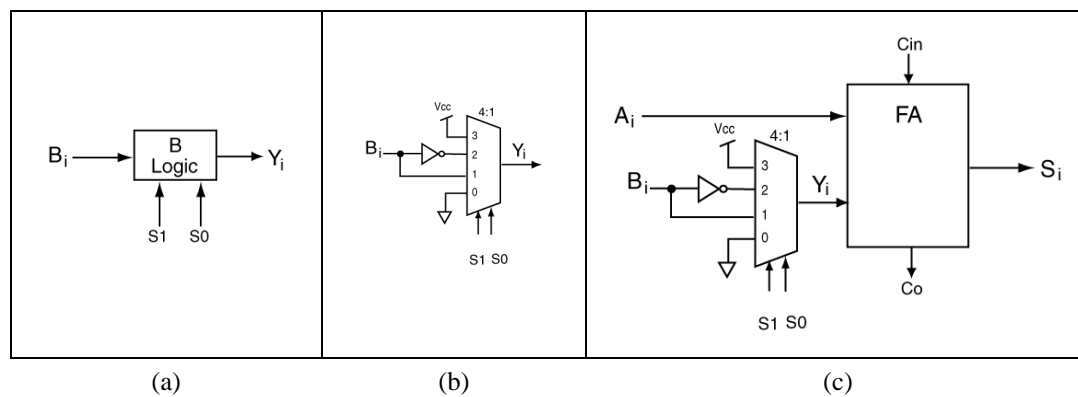 B
Logic
Bi
Yi
S1 S0
(a)
Vcc
4:1
3
2
1
0
Bi
Yi
S1 S0
(b)
Cin
Ai
FA
Vcc
4:1
3
2
1
0
Bi
Yi
Si
Co
S1 S0
(c)